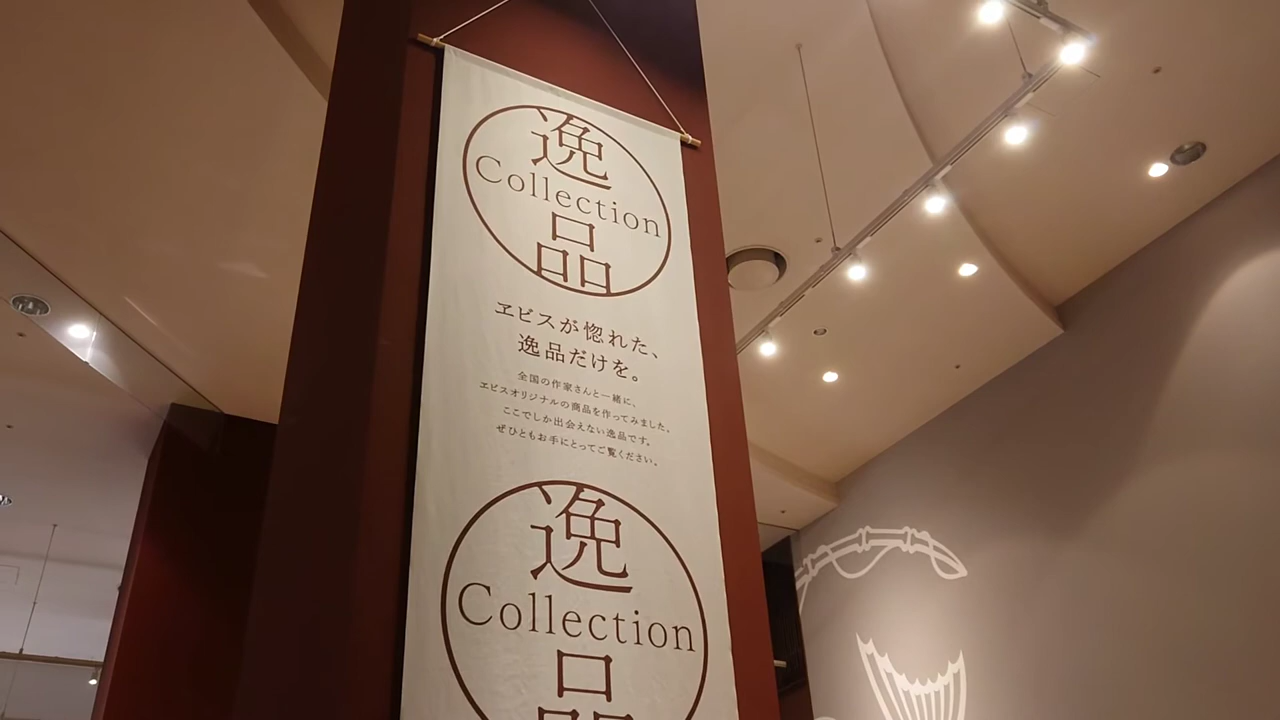 逸
Collection
品
ヱビスが惚れた、
逸品だけを。
全国の作家さんと一緒に、
ヱビスオリジナルの商品を作ってみました。
ここでしか出会えない逸品です。
ぜひともお手にとってご覧ください。
逸
Collection
品